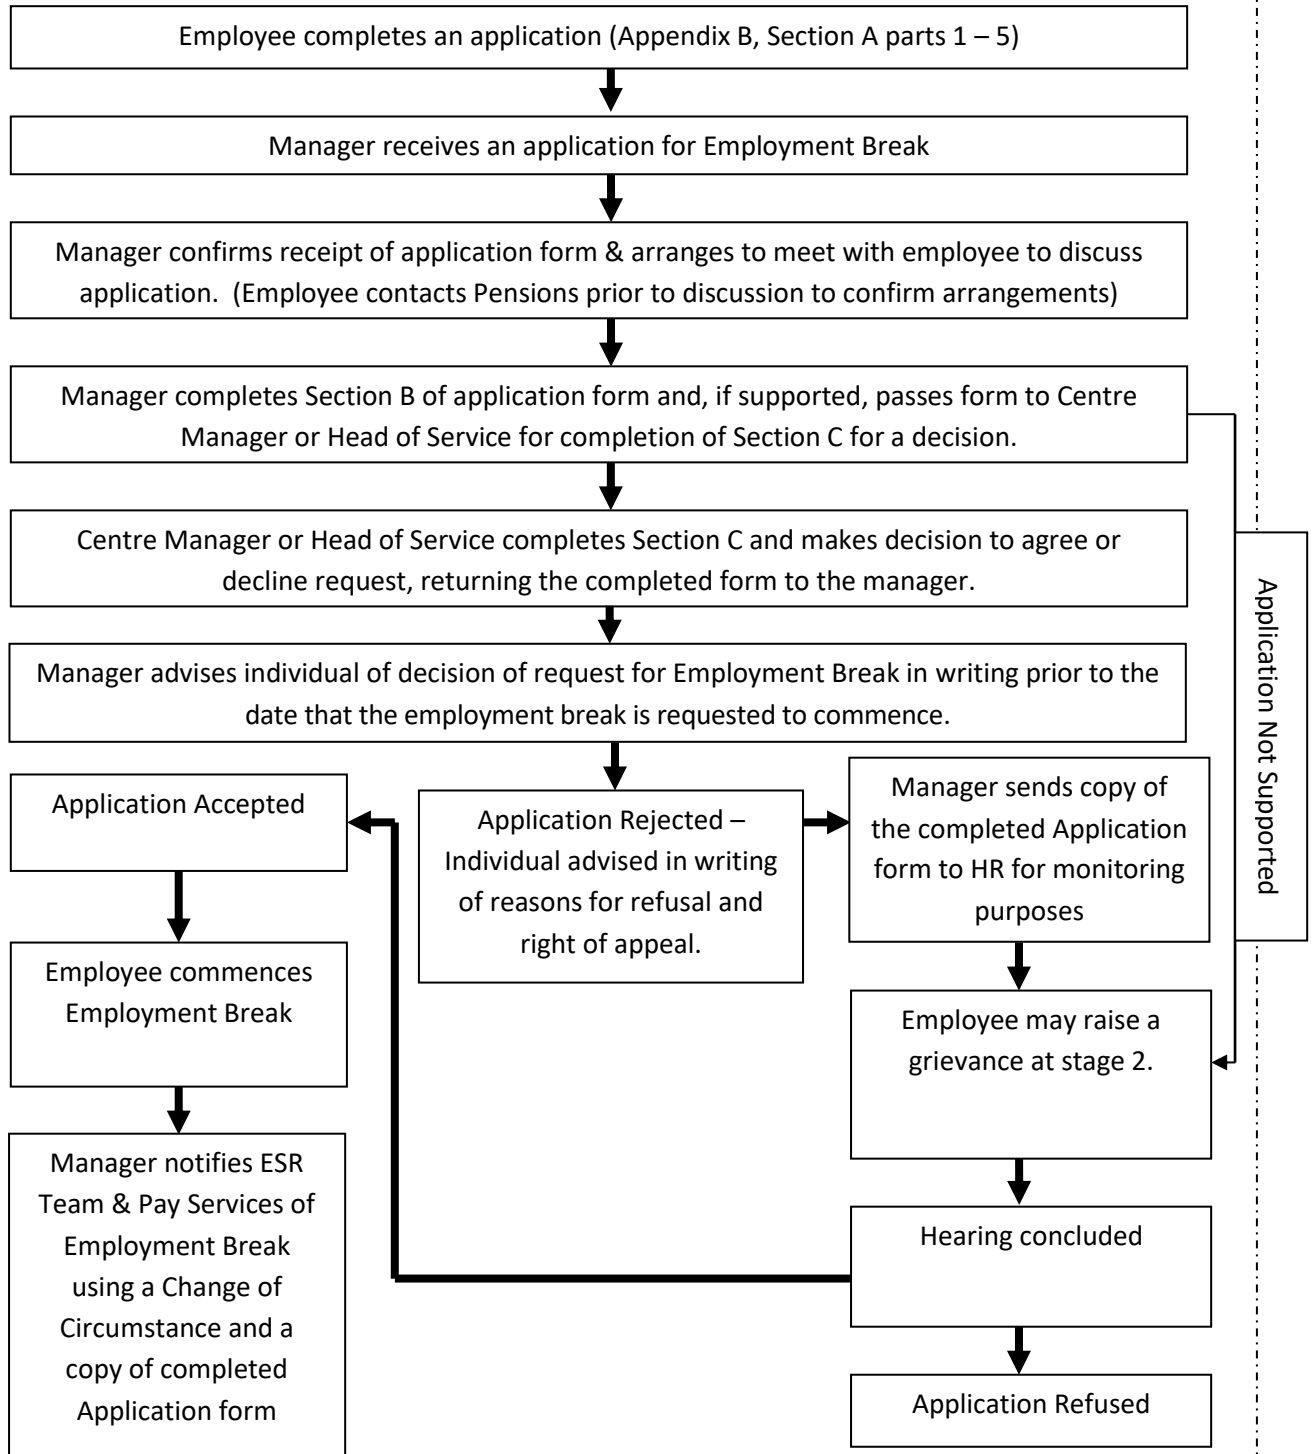 Employee completes an application (Appendix B, Section A parts 1 – 5)
Manager receives an application for Employment Break
Manager confirms receipt of application form & arranges to meet with employee to discuss
application.  (Employee contacts Pensions prior to discussion to confirm arrangements)
Manager completes Section B of application form and, if supported, passes form to Centre
Manager or Head of Service for completion of Section C for a decision.
Centre Manager or Head of Service completes Section C and makes decision to agree or
decline request, returning the completed form to the manager.
Manager advises individual of decision of request for Employment Break in writing prior to the
date that the employment break is requested to commence.
Application Not Supported
Application Accepted
Employee commences
Employment Break
Manager notifies ESR
Team & Pay Services of
Employment Break
using a Change of
Circumstance and a
copy of completed
Application form
Application Rejected –
Individual advised in writing
of reasons for refusal and
right of appeal.
Manager sends copy of
the completed Application
form to HR for monitoring
purposes
Employee may raise a
grievance at stage 2.
Hearing concluded
Application Refused